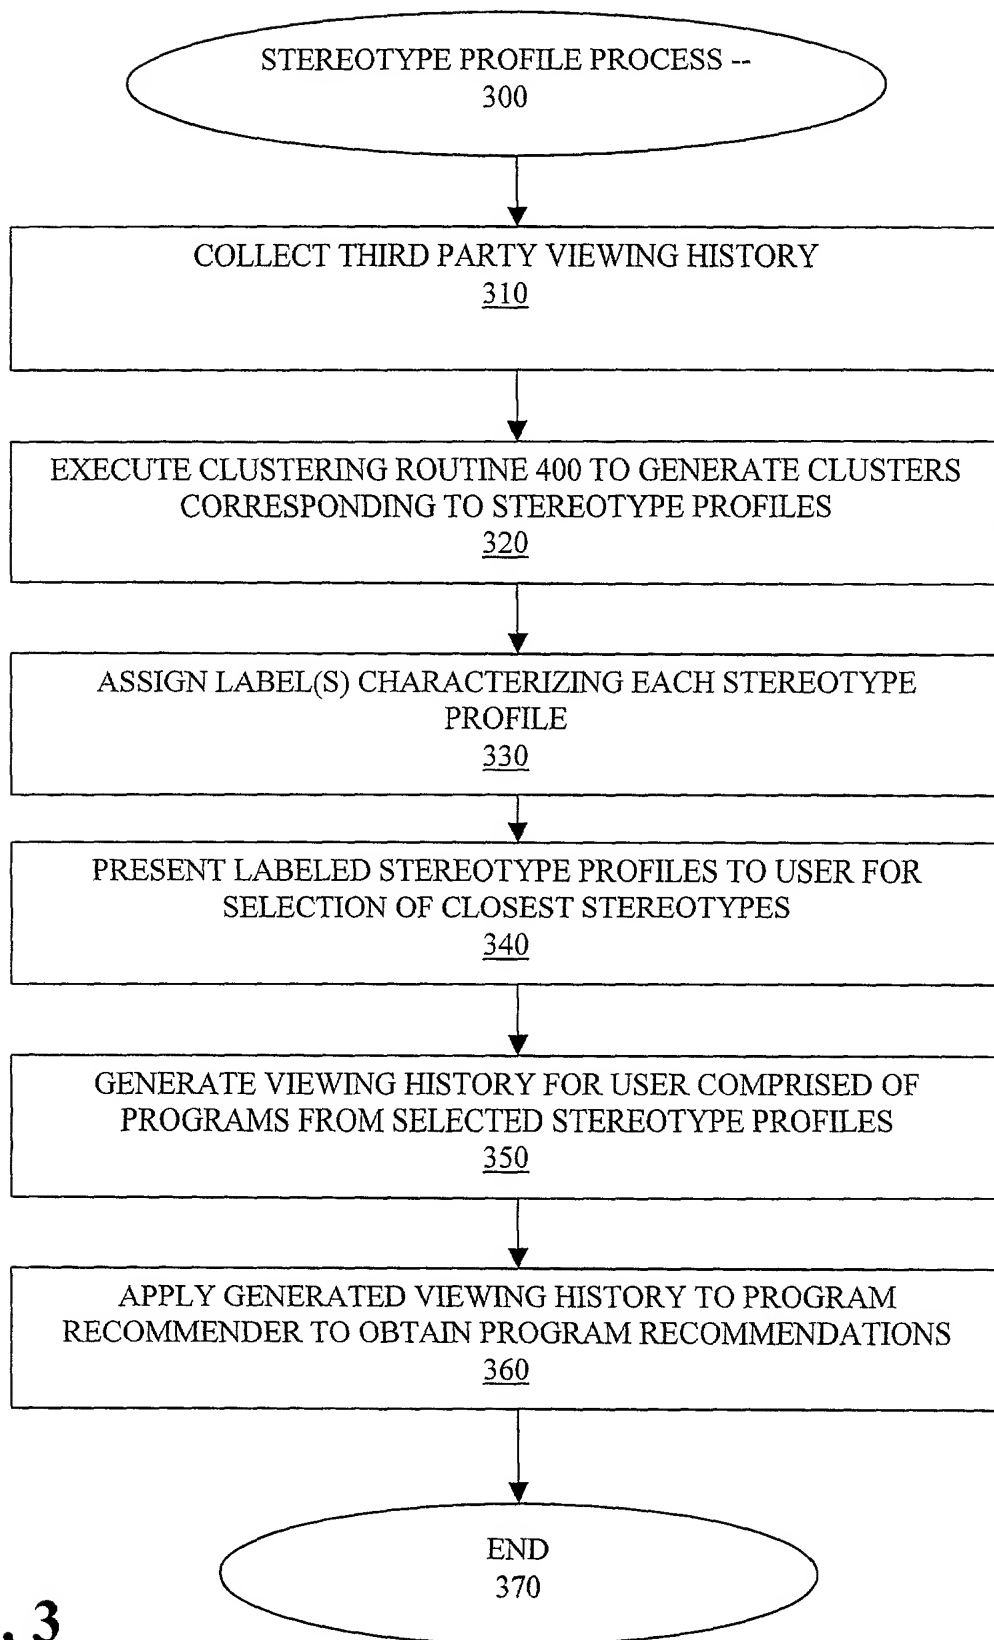 STEREOTYPE PROFILE PROCESS --
300
COLLECT THIRD PARTY VIEWING HISTORY
310
EXECUTE CLUSTERING ROUTINE 400 TO GENERATE CLUSTERS
CORRESPONDING TO STEREOTYPE PROFILES
320
ASSIGN LABEL(S) CHARACTERIZING EACH STEREOTYPE
PROFILE
330
PRESENT LABELED STEREOTYPE PROFILES TO USER FOR
SELECTION OF CLOSEST STEREOTYPES
340
GENERATE VIEWING HISTORY FOR USER COMPRISED OF
PROGRAMS FROM SELECTED STEREOTYPE PROFILES
350
APPLY GENERATED VIEWING HISTORY TO PROGRAM
RECOMMENDER TO OBTAIN PROGRAM RECOMMENDATIONS
360
END
370
. 3